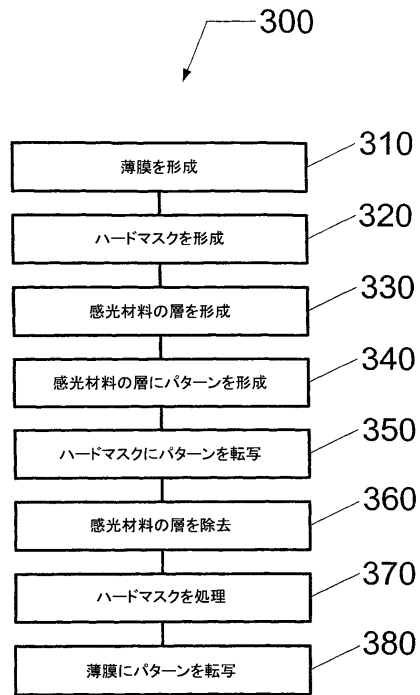 300
薄膜を形成
310
ハードマスクを形成
320
感光材料の層を形成
330
感光材料の層にパターンを形成
340
ハードマスクにパターンを転写
350
感光材料の層を除去
360
ハードマスクを処理
370
薄膜にパターンを転写
380